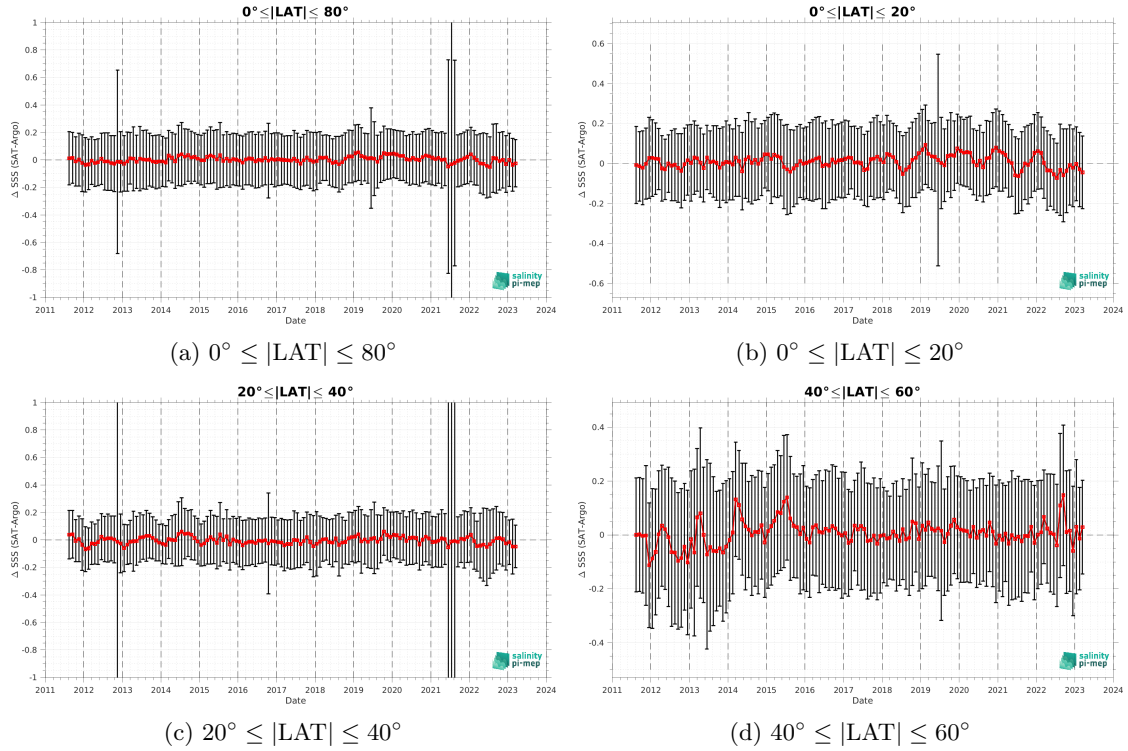 0°≤|LAT|≤ 80°
Δ SSS (SAT-Argo)
1
0.8
0.6
0.4
0.2
0
-0.2
-0.4
-0.6
-0.8
-1
2011 2012 2013 2014 2015 2016 2017 2018 2019 2020 2021 2022 2023 2024
Date
salinity
pi-mep
(a) 0° ≤ |LAT| ≤ 80°
0°≤|LAT|≤ 20°
Δ SSS (SAT-Argo)
0.6
0.4
0.2
0
-0.2
-0.4
-0.6
2011 2012 2013 2014 2015 2016 2017 2018 2019 2020 2021 2022 2023 2024
Date
salinity
pi-mep
(b) 0° ≤ |LAT| ≤ 20°
20°≤|LAT|≤ 40°
Δ SSS (SAT-Argo)
1
0.8
0.6
0.4
0.2
0
-0.2
-0.4
-0.6
-0.8
-1
2011 2012 2013 2014 2015 2016 2017 2018 2019 2020 2021 2022 2023 2024
Date
salinity
pi-mep
(c) 20° ≤ |LAT| ≤ 40°
40°≤|LAT|≤ 60°
Δ SSS (SAT-Argo)
0.4
0.2
0
-0.2
-0.4
2011 2012 2013 2014 2015 2016 2017 2018 2019 2020 2021 2022 2023 2024
Date
salinity
pi-mep
(d) 40° ≤ |LAT| ≤ 60°